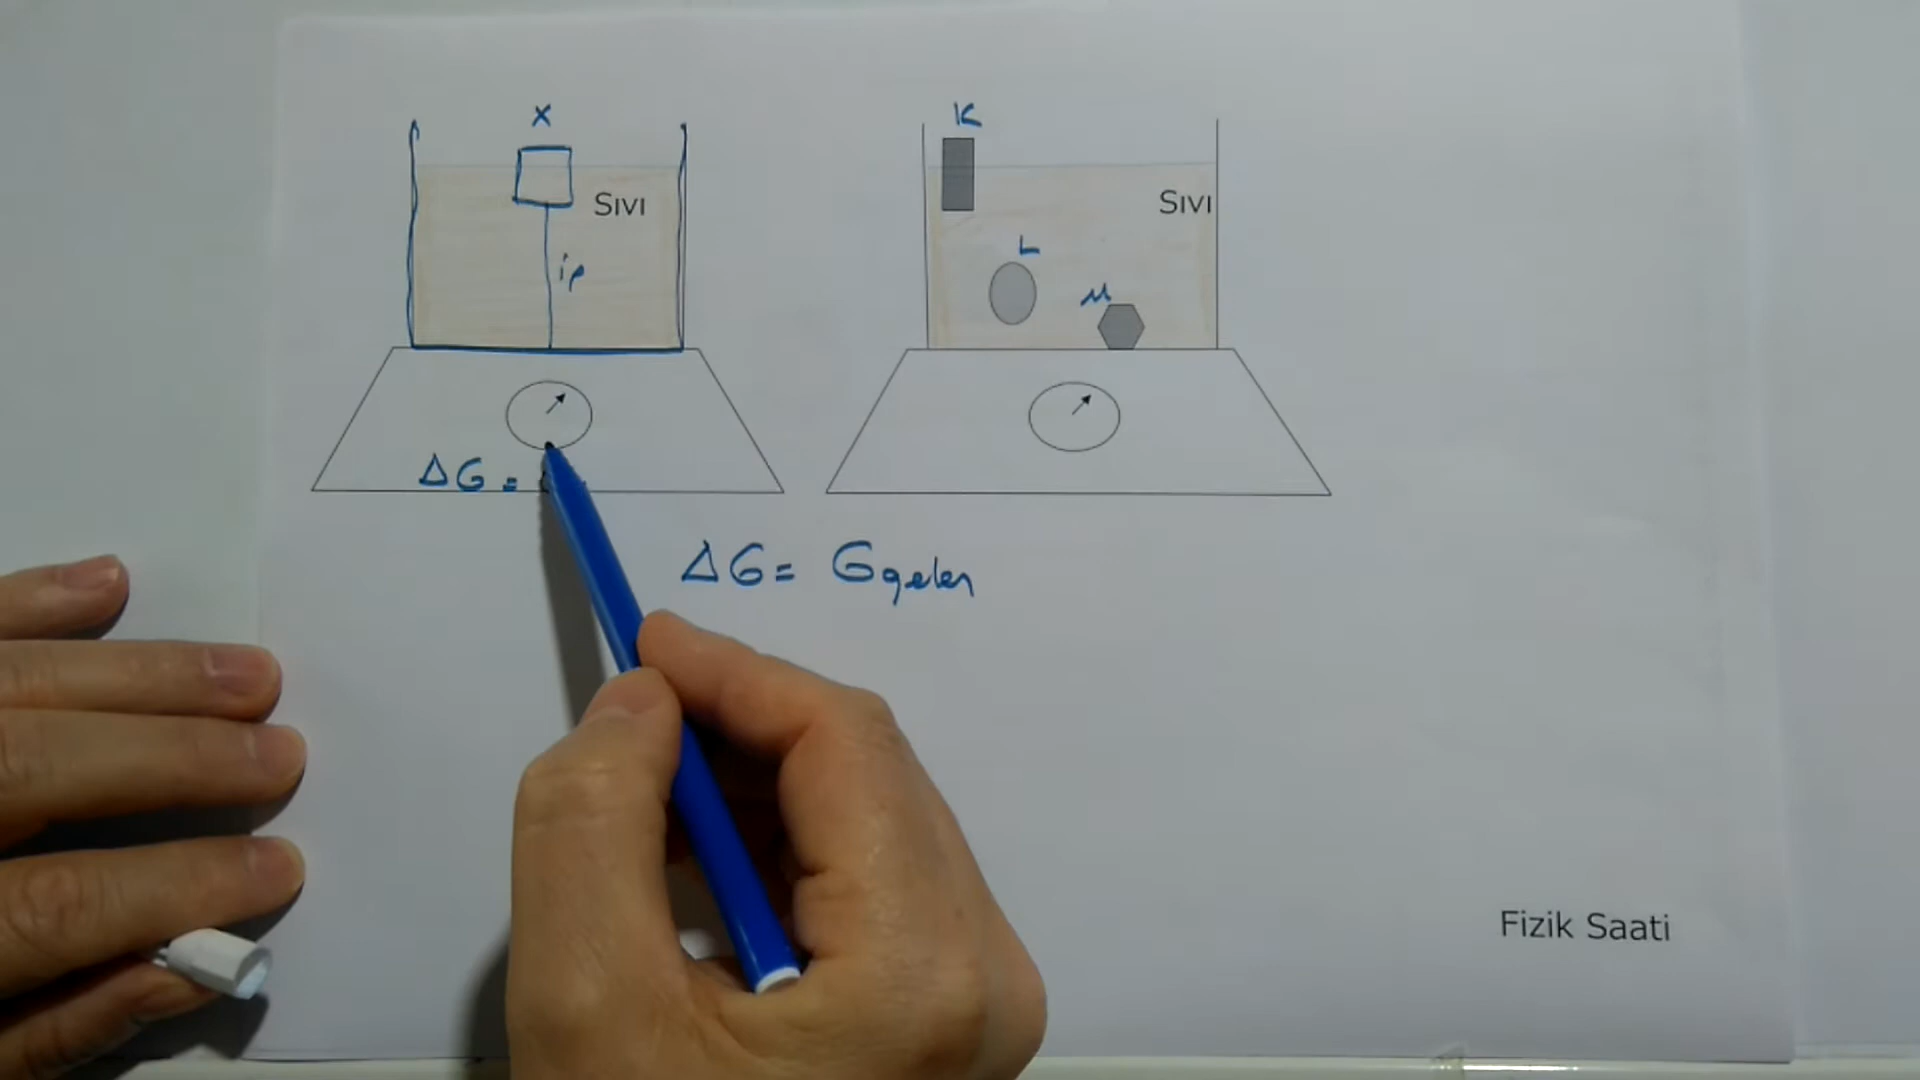 X
Sıvı
ip
ΔG =
K
L
M
Sıvı
ΔG = Ggelen
Fizik Saati